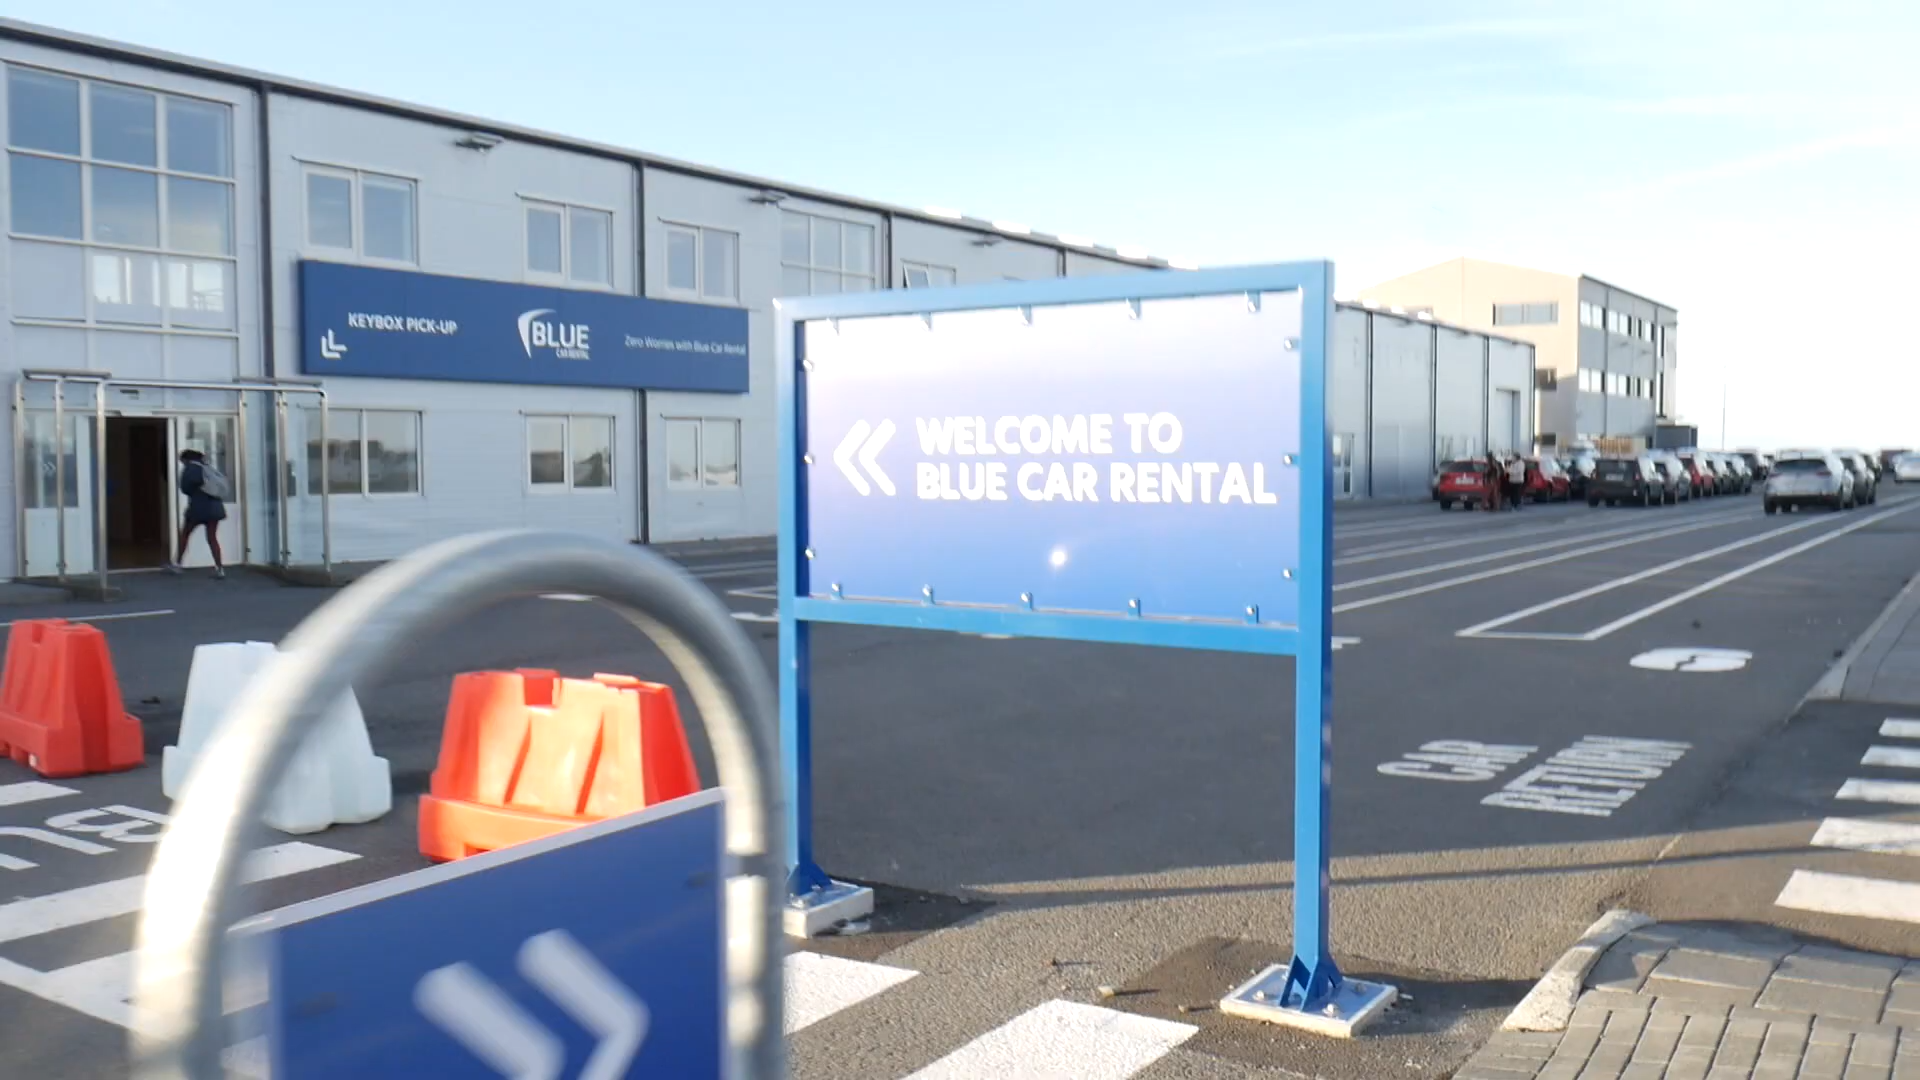 KEYBOX PICK-UP
BLUE
CAR RENTAL
Zero Worries with Blue Car Rental
WELCOME TO
BLUE CAR RENTAL
CAR
RETURN
BU